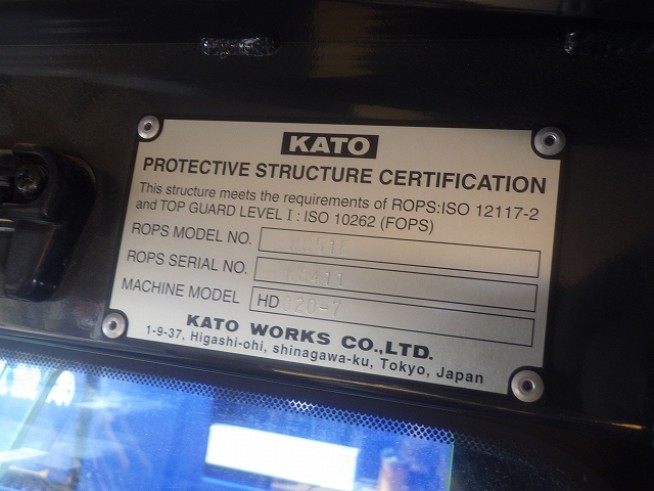 KATO
PROTECTIVE STRUCTURE CERTIFICATION
This structure meets the requirements of ROPS:ISO 12117-2
and TOP GUARD LEVEL I : ISO 10262 (FOPS)
ROPS MODEL NO.
ROPS SERIAL NO.
MACHINE MODEL HD 820-7
KATO WORKS CO.,LTD.
1-9-37, Higashi-ohi, shinagawa-ku, Tokyo, Japan